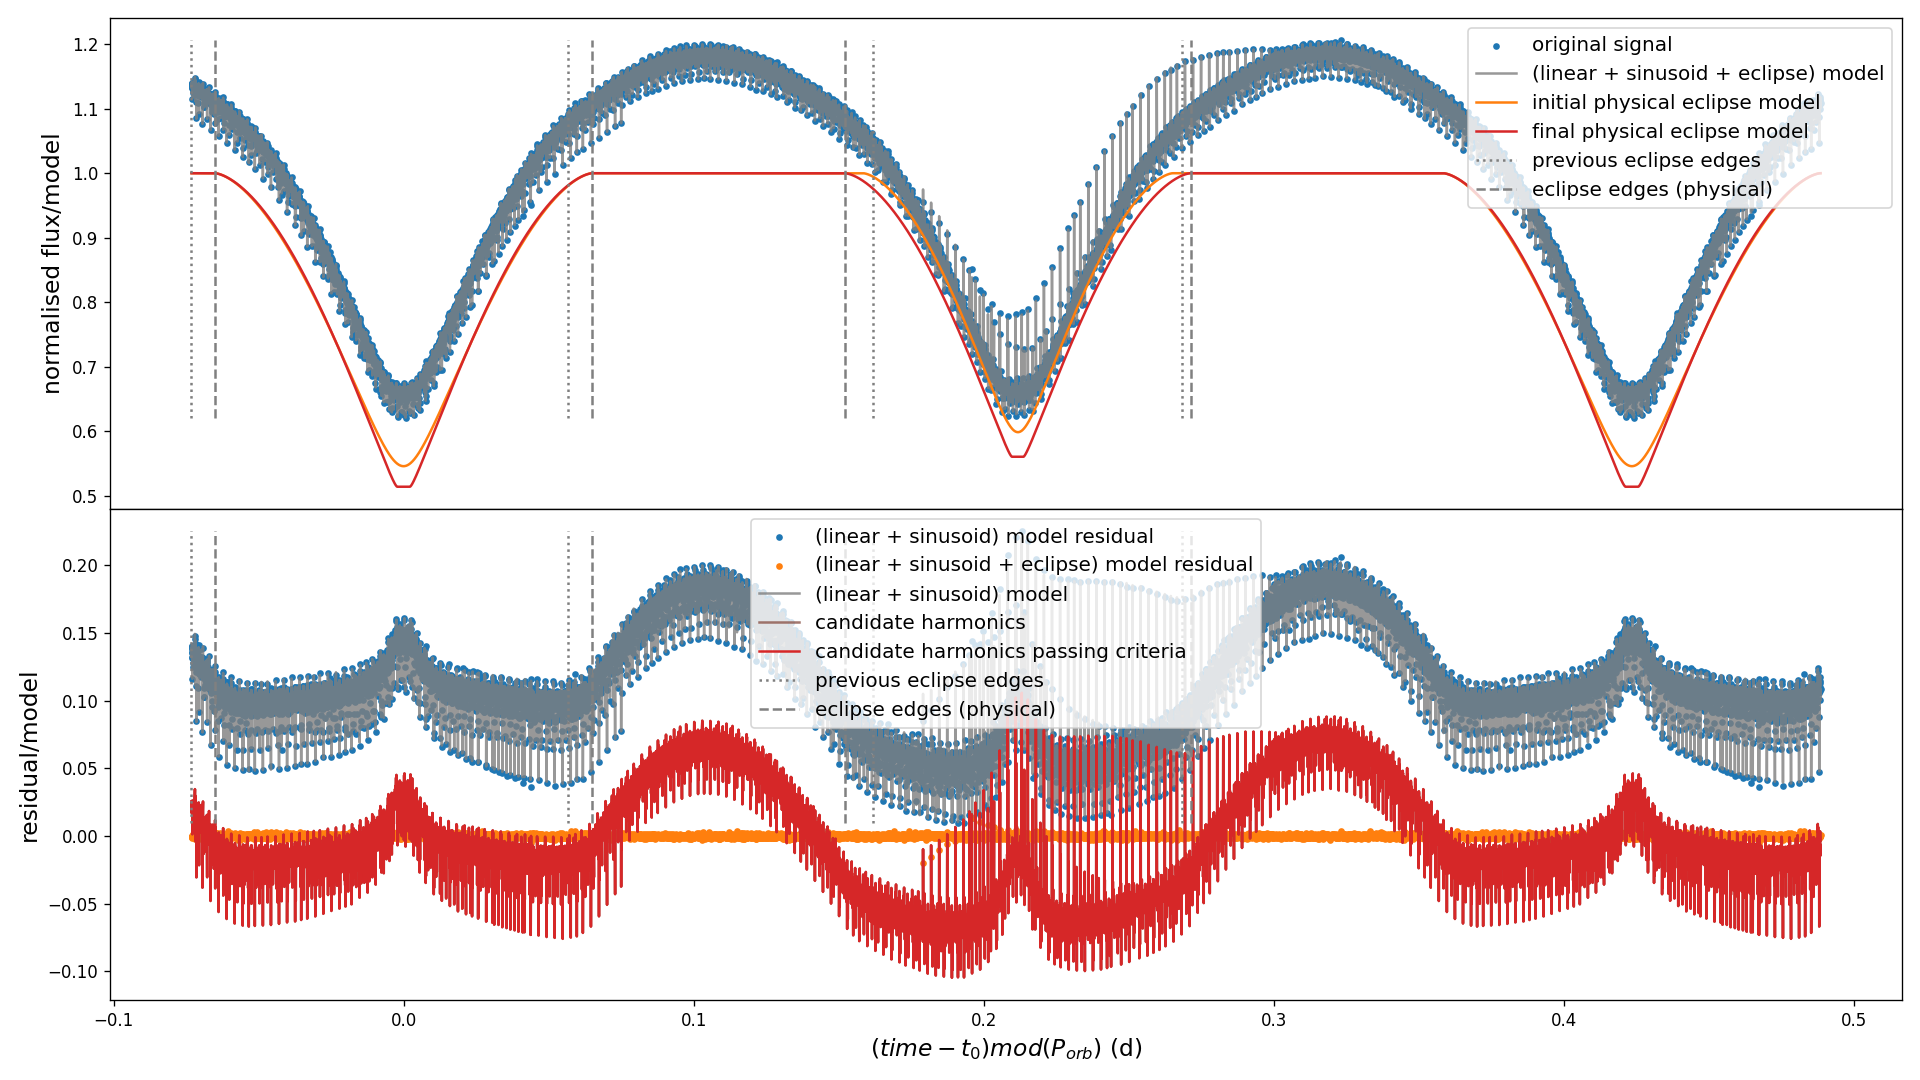 normalised flux/model
1.2
1.1
1.0
0.9
0.8
0.7
0.6
0.5
original signal
(linear + sinusoid + eclipse) model
initial physical eclipse model
final physical eclipse model
previous eclipse edges
eclipse edges (physical)
residual/model
0.20
0.15
0.10
0.05
0.00
−0.05
−0.10
(linear + sinusoid) model residual
(linear + sinusoid + eclipse) model residual
(linear + sinusoid) model
candidate harmonics
candidate harmonics passing criteria
previous eclipse edges
eclipse edges (physical)
−0.1 0.0 0.1 0.2 0.3 0.4 0.5
(time − t₀)mod(P_orb) (d)